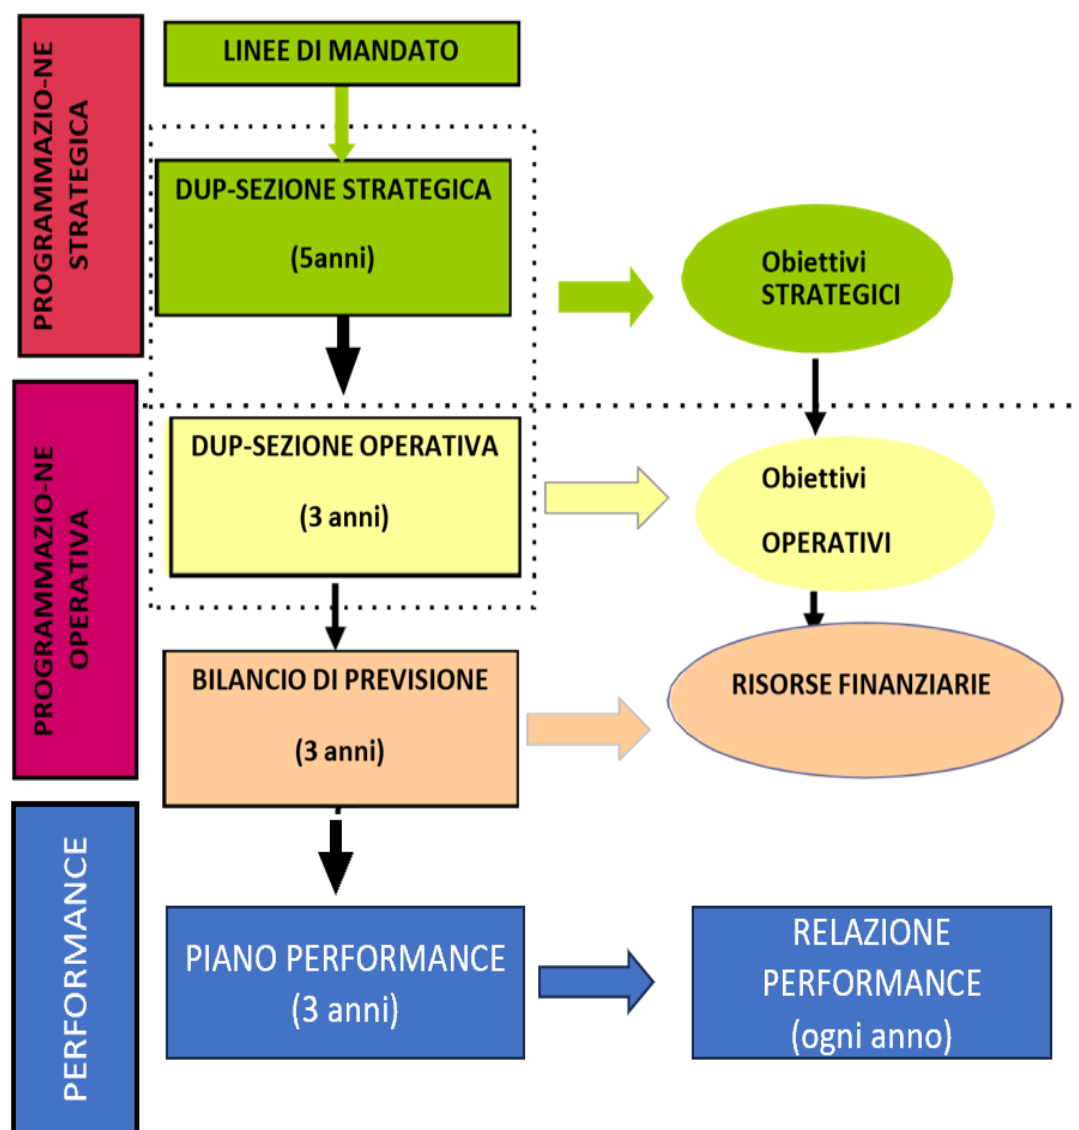 PROGRAMMAZIO-NE
STRATEGICA
LINEE DI MANDATO
DUP-SEZIONE STRATEGICA
(5anni)
Obiettivi
STRATEGICI
PROGRAMMAZIO-NE
OPERATIVA
DUP-SEZIONE OPERATIVA
(3 anni)
Obiettivi
OPERATIVI
BILANCIO DI PREVISIONE
(3 anni)
RISORSE FINANZIARIE
PERFORMANCE
PIANO PERFORMANCE
(3 anni)
RELAZIONE
PERFORMANCE
(ogni anno)